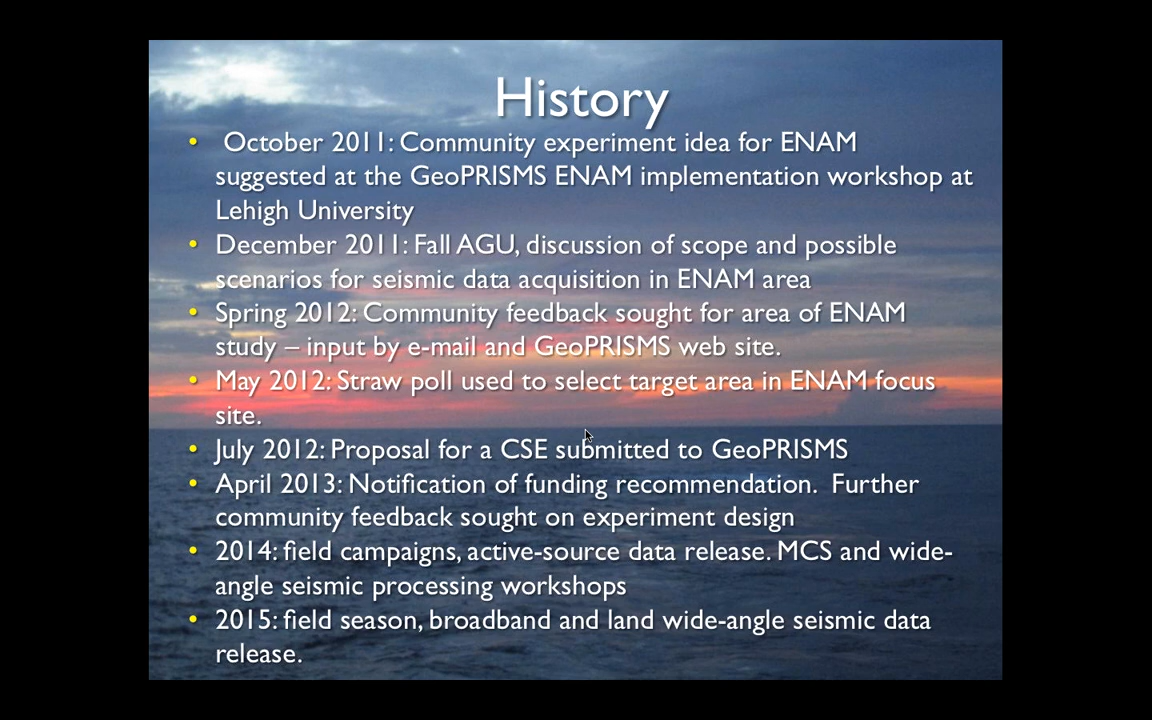 History
• October 2011: Community experiment idea for ENAM
suggested at the GeoPRISMS ENAM implementation workshop at
Lehigh University
• December 2011: Fall AGU, discussion of scope and possible
scenarios for seismic data acquisition in ENAM area
• Spring 2012: Community feedback sought for area of ENAM
study – input by e-mail and GeoPRISMS web site.
• May 2012: Straw poll used to select target area in ENAM focus
site.
• July 2012: Proposal for a CSE submitted to GeoPRISMS
• April 2013: Notification of funding recommendation.  Further
community feedback sought on experiment design
• 2014: field campaigns, active-source data release. MCS and wide-
angle seismic processing workshops
• 2015: field season, broadband and land wide-angle seismic data
release.